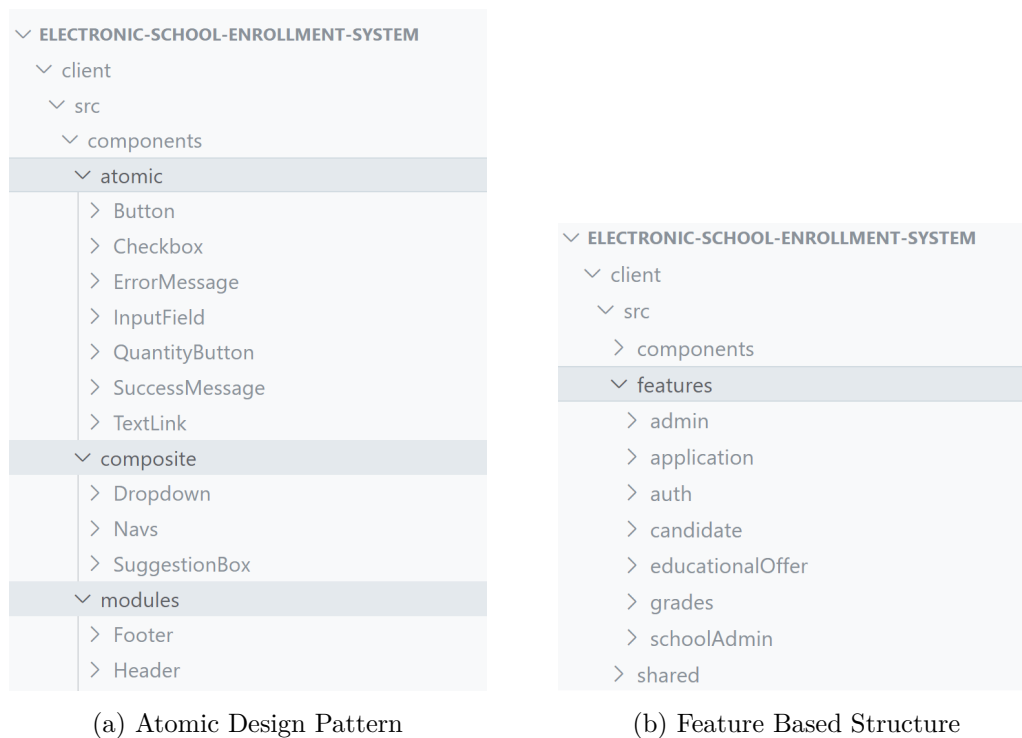 ELECTRONIC-SCHOOL-ENROLLMENT-SYSTEM
client
src
components
atomic
Button
Checkbox
ErrorMessage
InputField
QuantityButton
SuccessMessage
TextLink
composite
Dropdown
Navs
SuggestionBox
modules
Footer
Header
(a) Atomic Design Pattern
ELECTRONIC-SCHOOL-ENROLLMENT-SYSTEM
client
src
components
features
admin
application
auth
candidate
educationalOffer
grades
schoolAdmin
shared
(b) Feature Based Structure